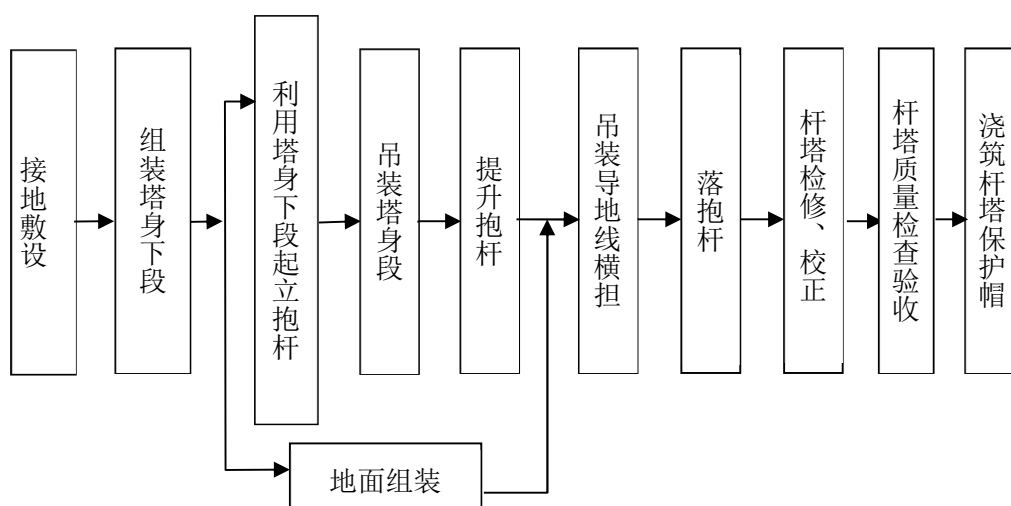 接地敷设
组装塔身下段
利用塔身下段起立抱杆
吊装塔身段
提升抱杆
吊装导地线横担
落抱杆
杆塔检修、校正
杆塔质量检查验收
浇筑杆塔保护帽
地面组装